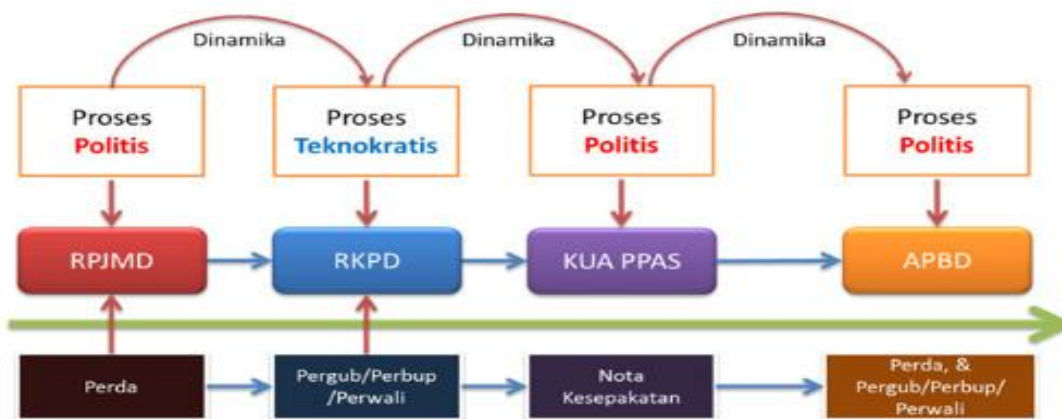 Dinamika
Dinamika
Dinamika
Proses
Politis
Proses
Teknokratis
Proses
Politis
Proses
Politis
RPJMD
RKPD
KUA PPAS
APBD
Perda
Pergub/Perbup
/Perwali
Nota
Kesepakatan
Perda, &
Pergub/Perbup/
Perwali